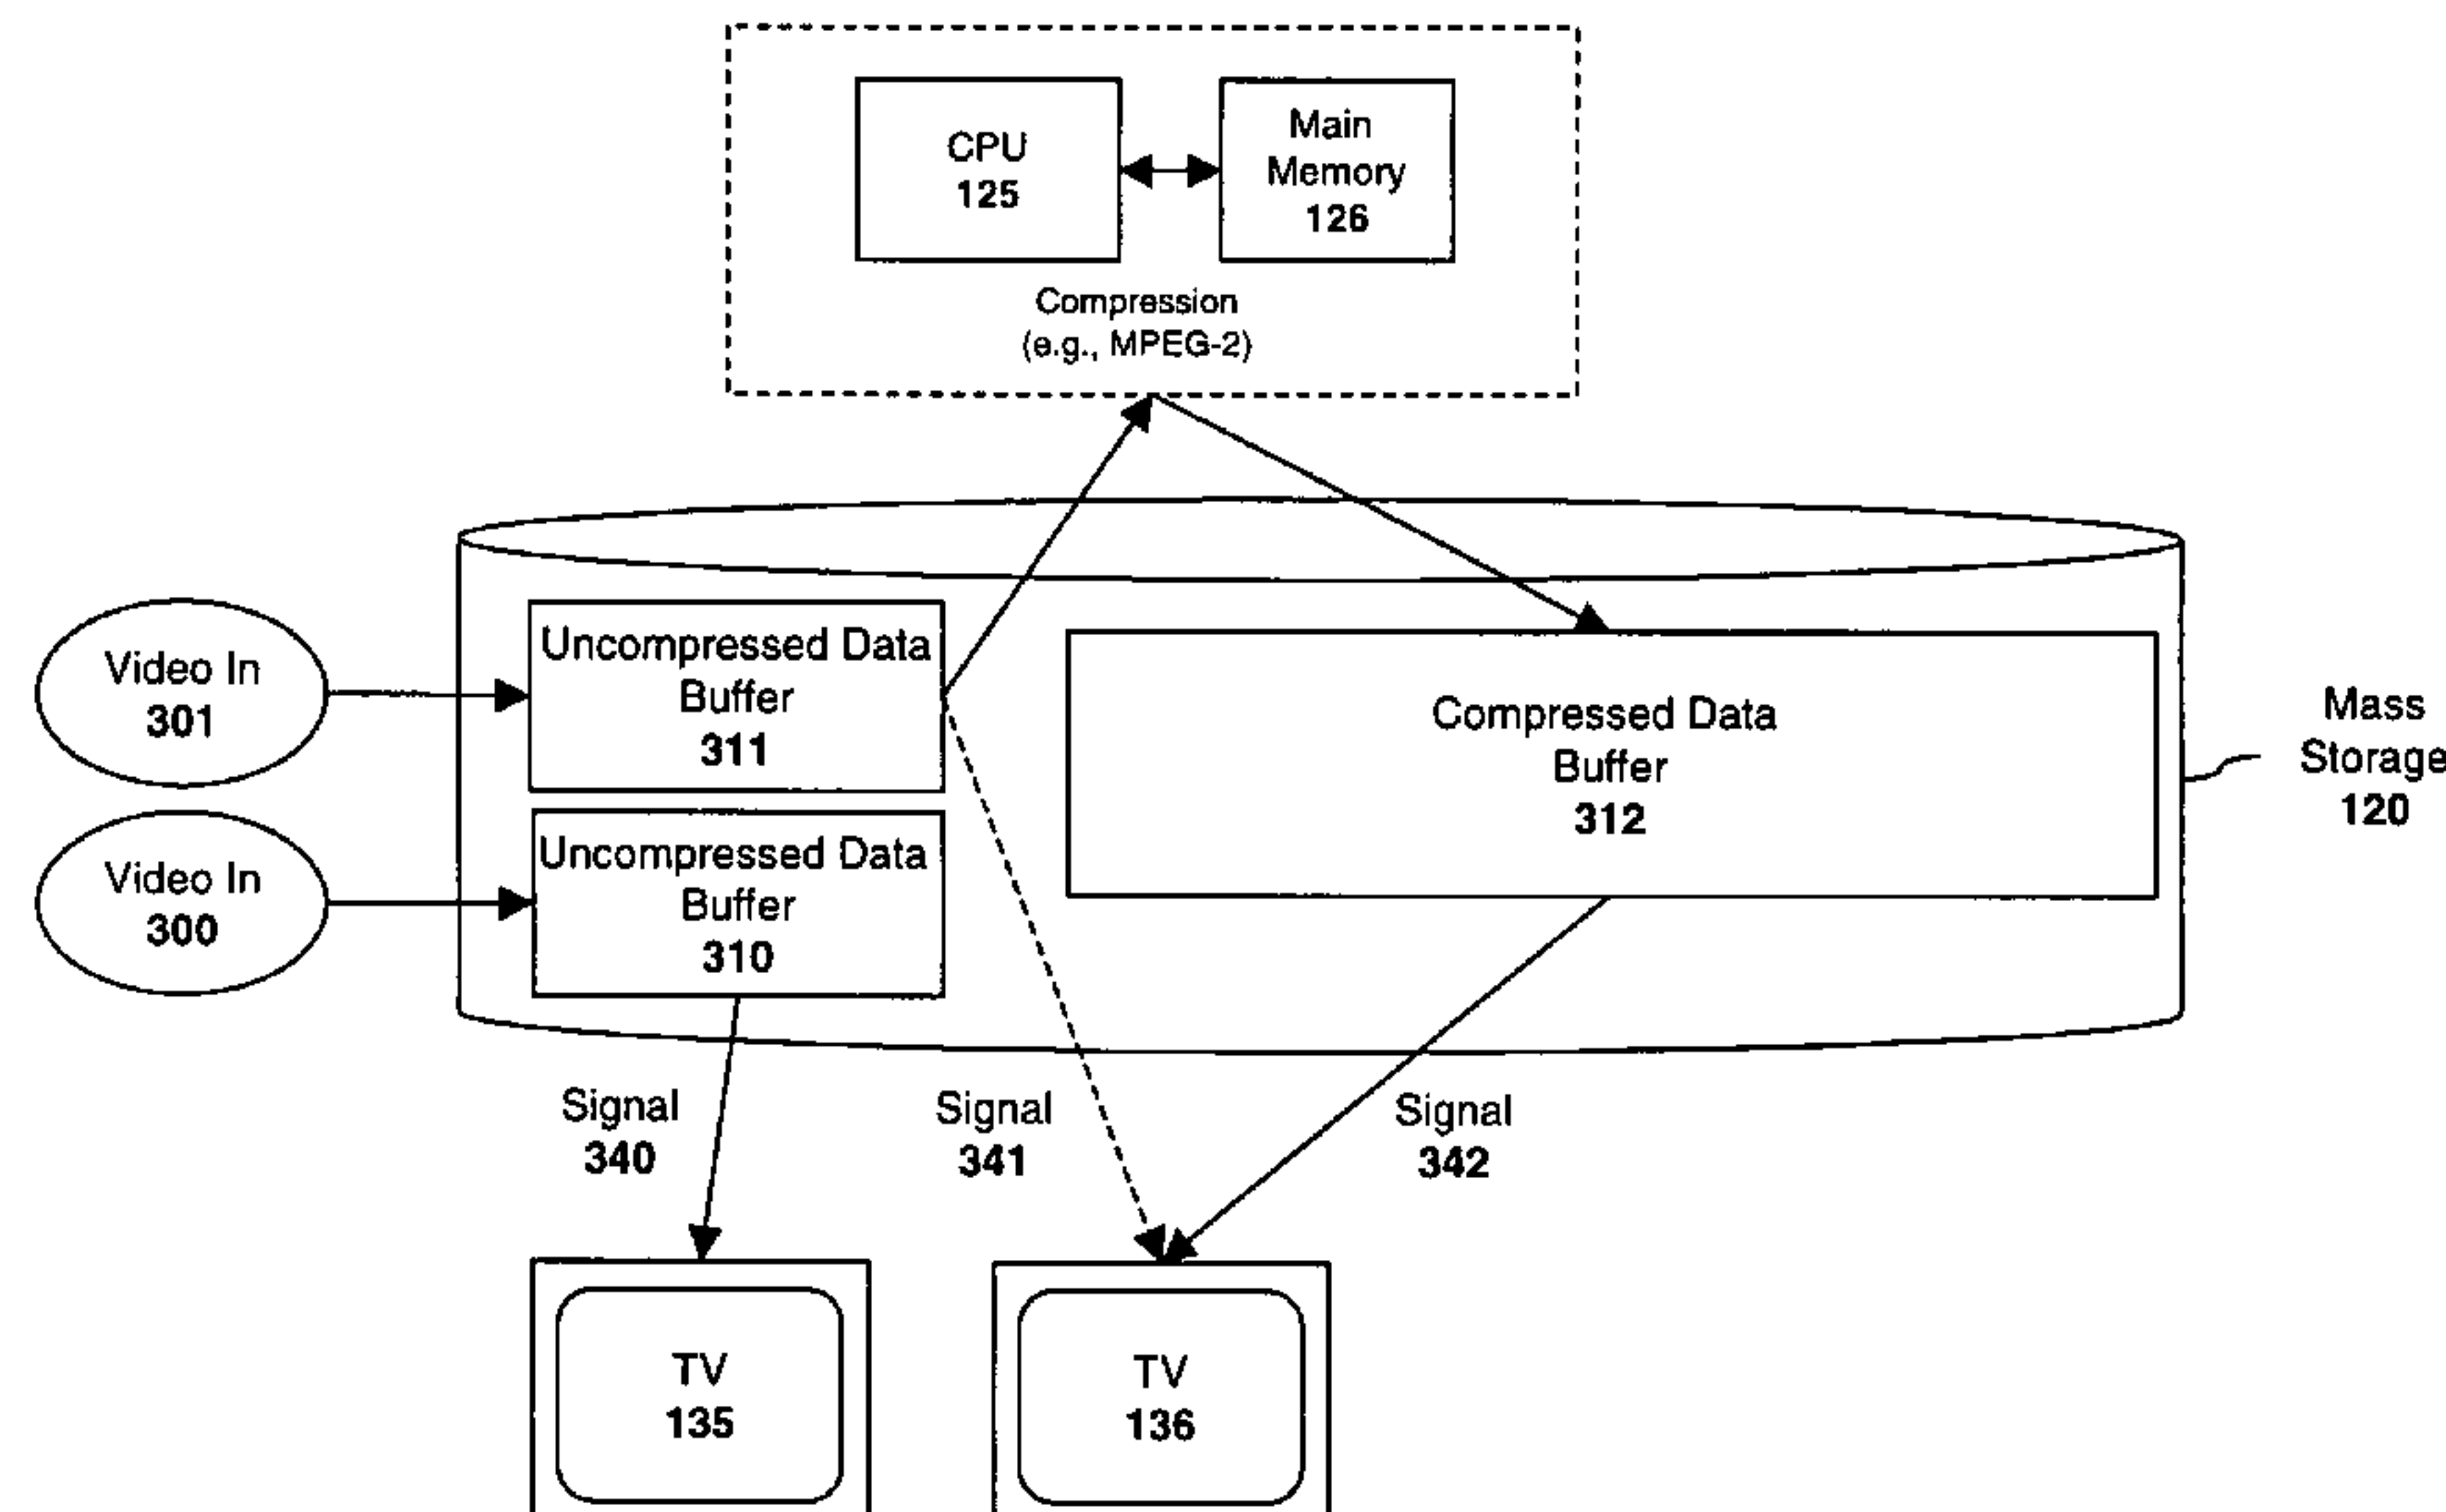 CPU
125
Main
Memory
126
Compression
(e.g., MPEG-2)
Video In
301
Uncompressed Data
Buffer
311
Compressed Data
Buffer
312
Mass
Storage
120
Video In
300
Uncompressed Data
Buffer
310
Signal
340
Signal
341
Signal
342
TV
135
TV
136